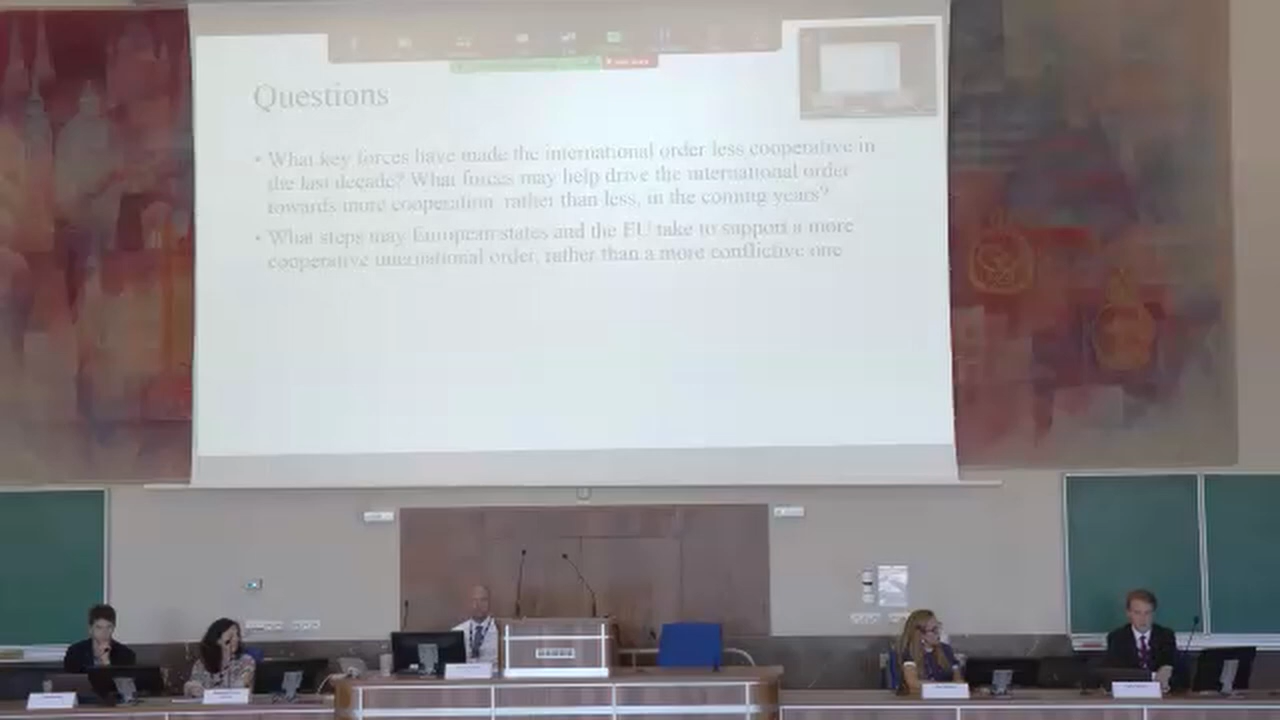 Questions
• What key forces have made the international order less cooperative in
the last decade? What forces may help drive the international order
towards more cooperation, rather than less, in the coming years?
• What steps may European states and the EU take to support a more
cooperative international order, rather than a more conflictive one